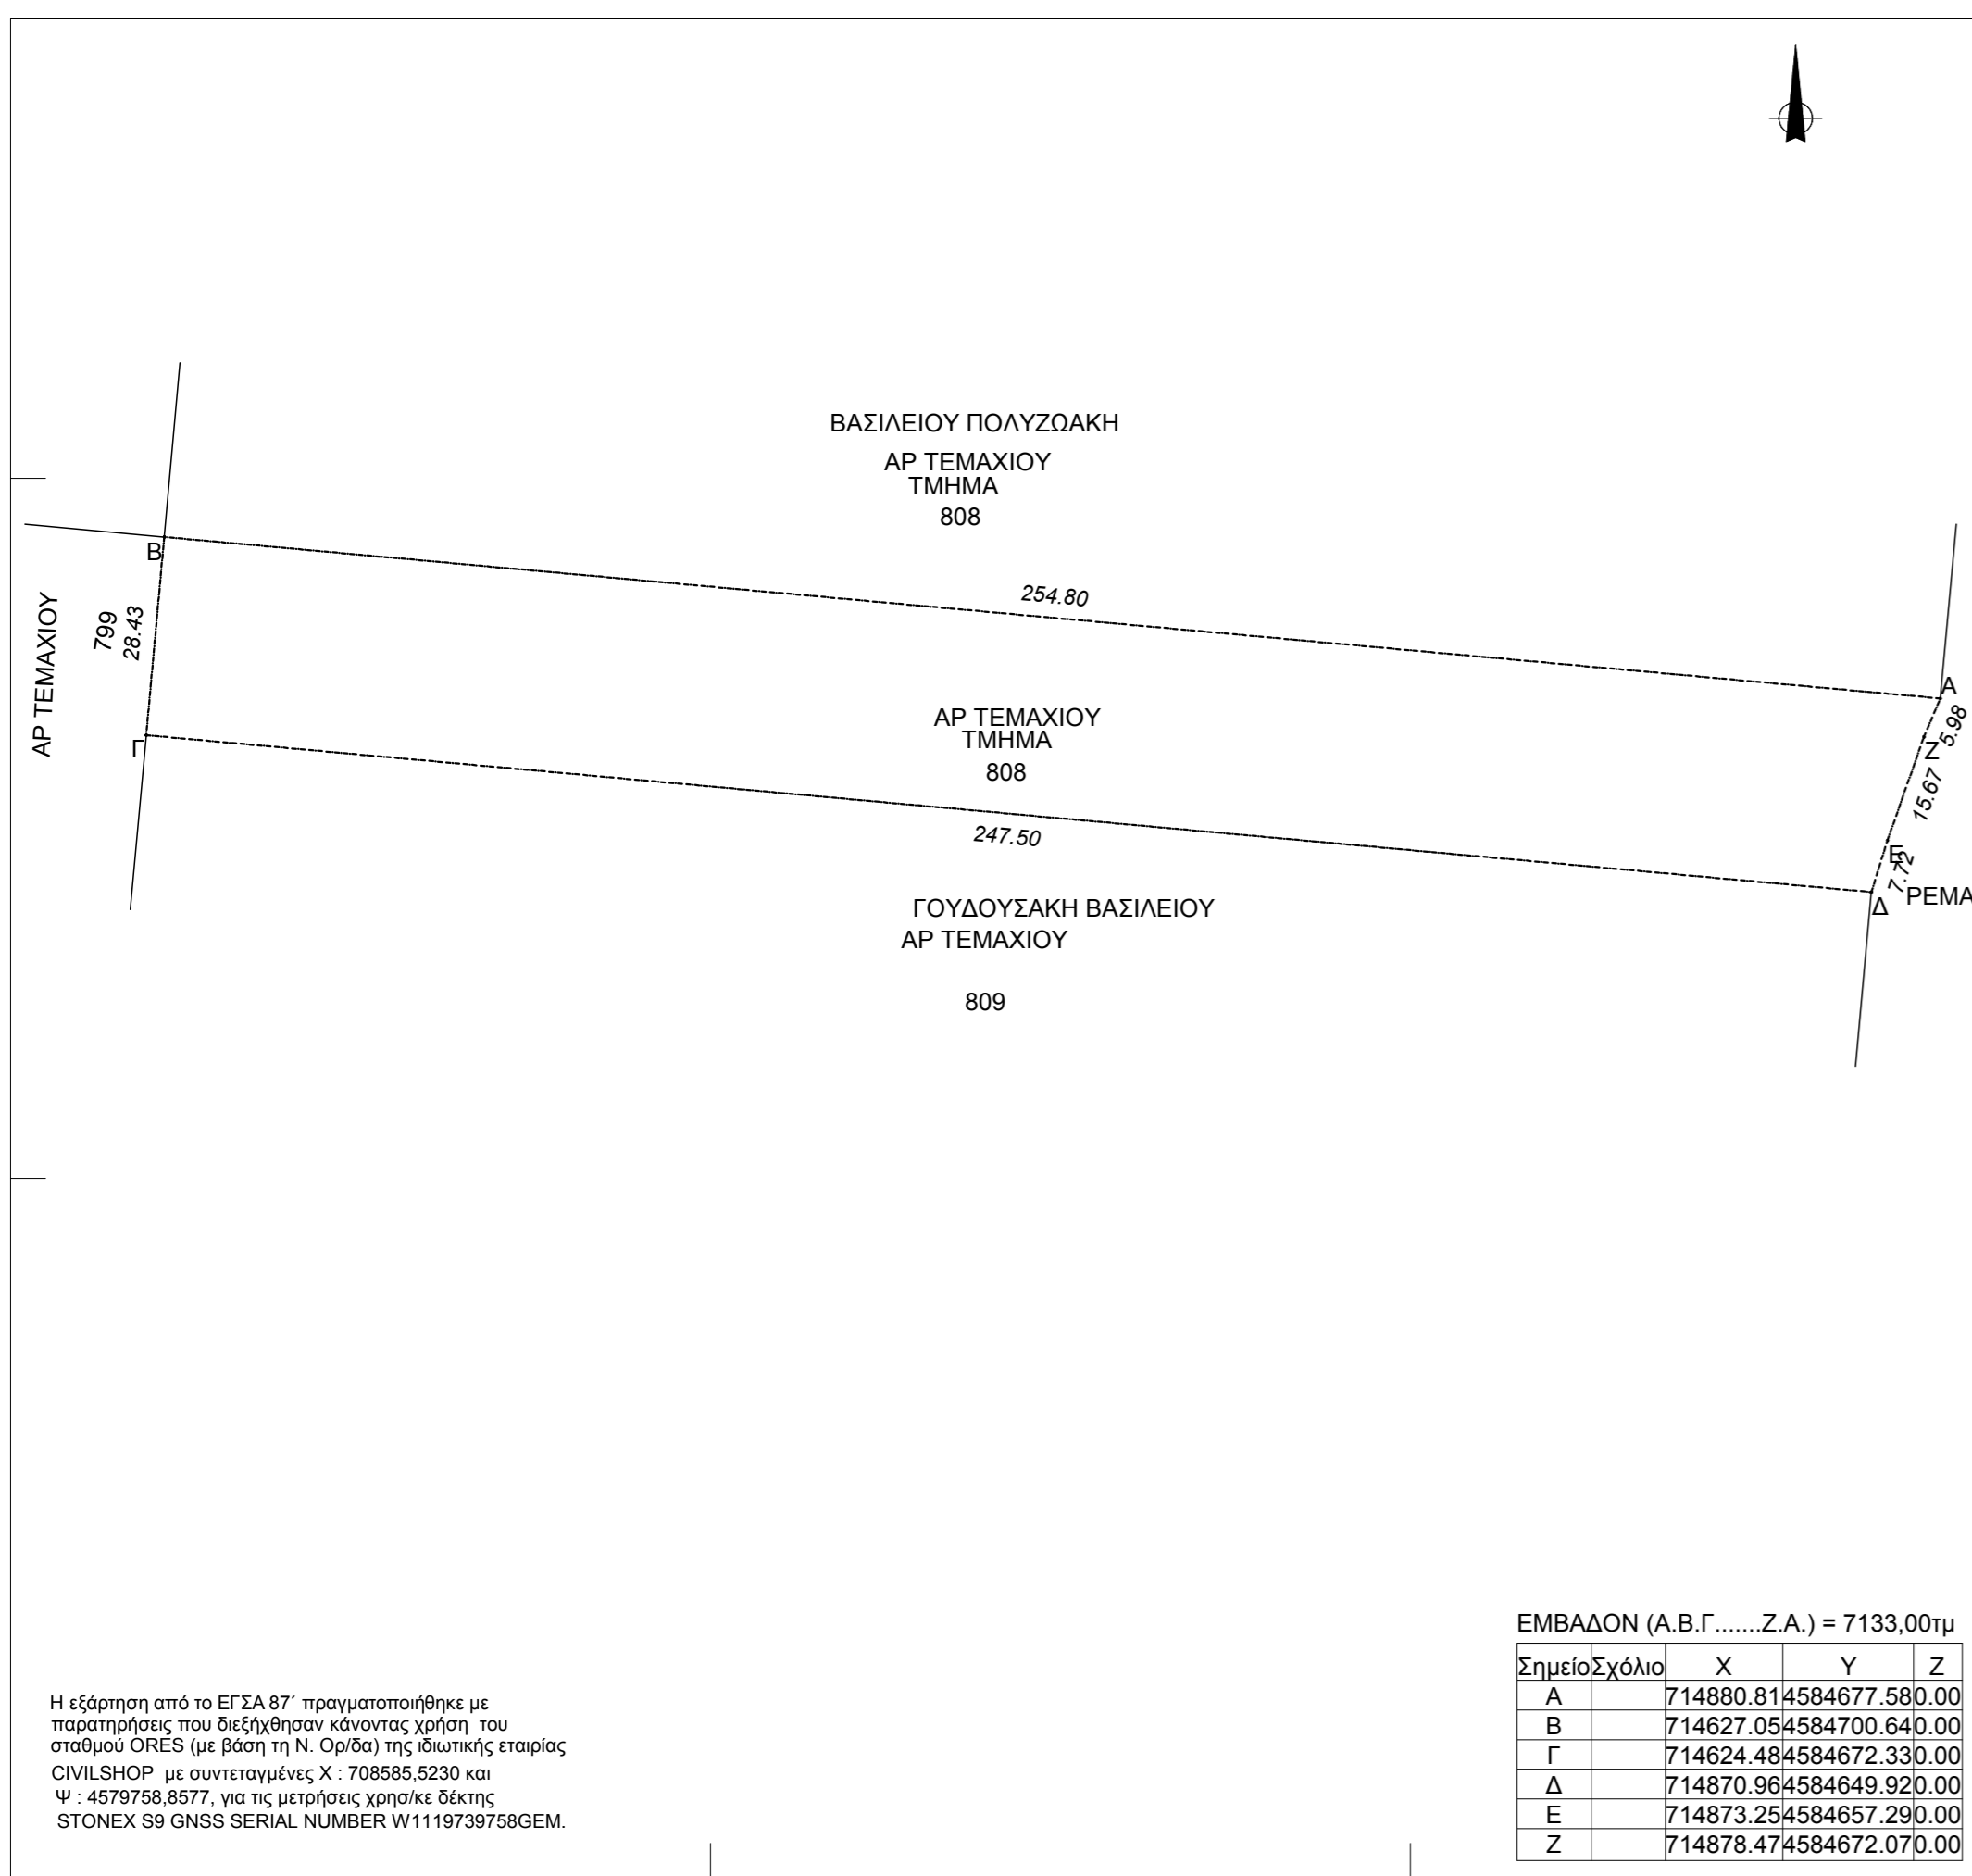 ΒΑΣΙΛΕΙΟΥ ΠΟΛΥΖΩΑΚΗ
ΑΡ ΤΕΜΑΧΙΟΥ
ΤΜΗΜΑ
808
Β
254.80
ΑΡ ΤΕΜΑΧΙΟΥ
799
28.43
Α
5.98
Ζ
15.67
Γ
ΑΡ ΤΕΜΑΧΙΟΥ
ΤΜΗΜΑ
808
247.50
Ε
7.72
Δ
ΡΕΜΑ
ΓΟΥΔΟΥΣΑΚΗ ΒΑΣΙΛΕΙΟΥ
ΑΡ ΤΕΜΑΧΙΟΥ
809
ΕΜΒΑΔΟΝ (Α.Β.Γ.......Ζ.Α.) = 7133,00τμ
Σημείο Σχόλιο X Y Z
Α 714880.81 4584677.58 0.00
Β 714627.05 4584700.64 0.00
Γ 714624.48 4584672.33 0.00
Δ 714870.96 4584649.92 0.00
Ε 714873.25 4584657.29 0.00
Ζ 714878.47 4584672.07 0.00
Η εξάρτηση από το ΕΓΣΑ 87΄ πραγματοποιήθηκε με
παρατηρήσεις που διεξήχθησαν κάνοντας χρήση του
σταθμού ORES (με βάση τη Ν. Ορ/δα) της ιδιωτικής εταιρίας
CIVILSHOP με συντεταγμένες Χ : 708585,5230 και
Ψ : 4579758,8577, για τις μετρήσεις χρησ/κε δέκτης
STONEX S9 GNSS SERIAL NUMBER W1119739758GEM.